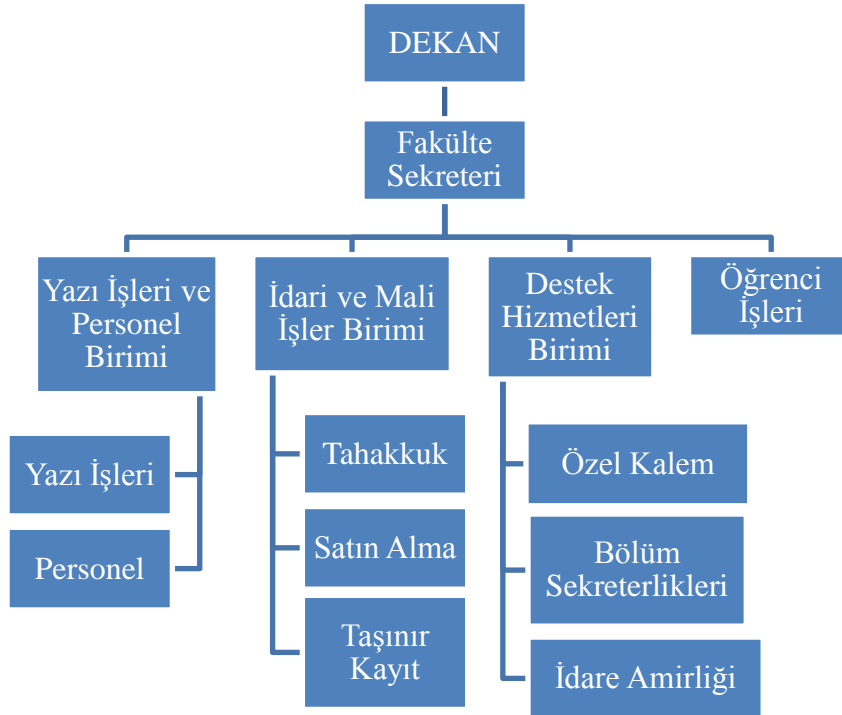 DEKAN
Fakülte
Sekreteri
Yazı İşleri ve
Personel
Birimi
İdari ve Mali
İşler Birimi
Destek
Hizmetleri
Birimi
Öğrenci
İşleri
Yazı İşleri
Personel
Tahakkuk
Satın Alma
Taşınır
Kayıt
Özel Kalem
Bölüm
Sekreterlikleri
İdare Amirliği